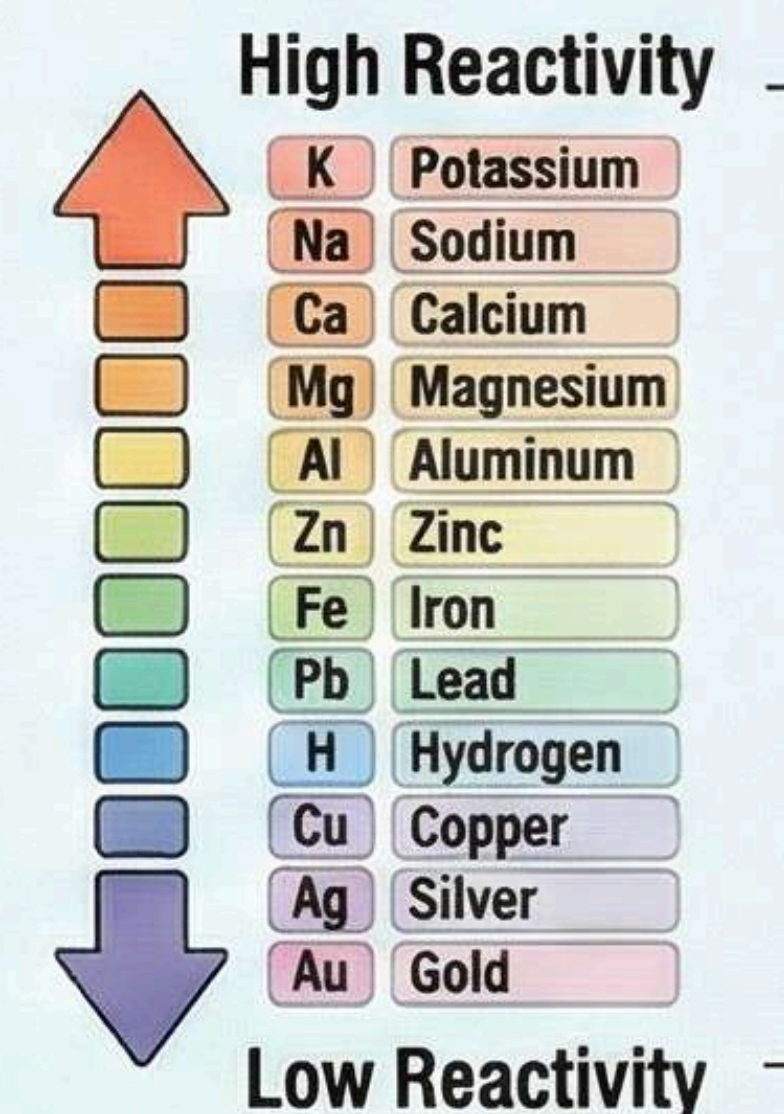 High Reactivity
K Potassium
Na Sodium
Ca Calcium
Mg Magnesium
Al Aluminum
Zn Zinc
Fe Iron
Pb Lead
H Hydrogen
Cu Copper
Ag Silver
Au Gold
Low Reactivity